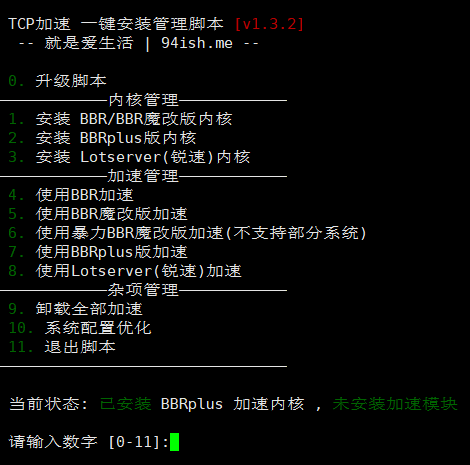 TCP加速 一键安装管理脚本 [v1.3.2]
-- 就是爱生活 | 94ish.me --
0. 升级脚本
————————————内核管理————————————
1. 安装 BBR/BBR魔改版内核
2. 安装 BBRplus版内核
3. 安装 Lotserver(锐速)内核
————————————加速管理————————————
4. 使用BBR加速
5. 使用BBR魔改版加速
6. 使用暴力BBR魔改版加速(不支持部分系统)
7. 使用BBRplus版加速
8. 使用Lotserver(锐速)加速
————————————杂项管理————————————
9. 卸载全部加速
10. 系统配置优化
11. 退出脚本
————————————————————————————————
当前状态: 已安装 BBRplus 加速内核 , 未安装加速模块
请输入数字 [0-11]: